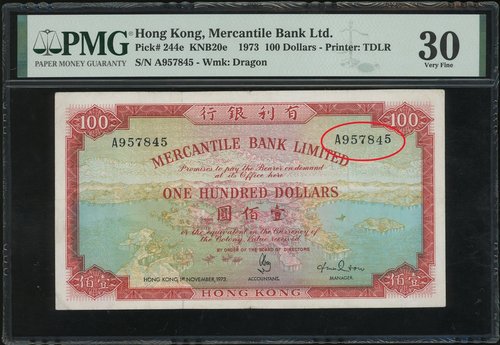 PMG
PAPER MONEY GUARANTY
Hong Kong, Mercantile Bank Ltd.
Pick# 244e KNB20e 1973 100 Dollars - Printer: TDLR
S/N A957845 - Wmk: Dragon
30
Very Fine
100
行銀利有
100
A957845
A957845
MERCANTILE BANK LIMITED
Promises to pay the Bearer on demand
at its Office here
ONE HUNDRED DOLLARS
圓佰壹
or the equivalent in the Currency of
the Colony, Value received
BY ORDER OF THE BOARD OF DIRECTORS
HONG KONG, 1ST NOVEMBER, 1973.
ACCOUNTANT.
MANAGER.
佰壹
HONG KONG
佰壹